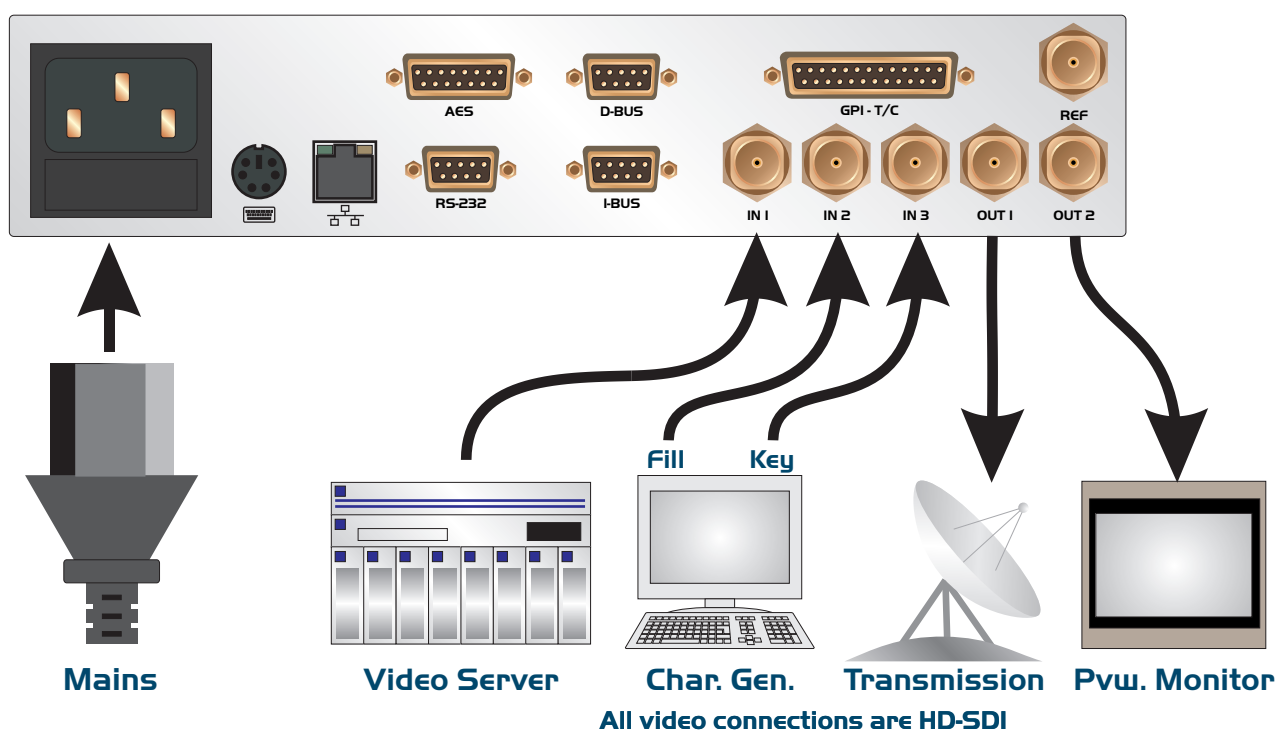 AES
D-BUS
GPI - T/C
REF
RS-232
I-BUS
IN 1
IN 2
IN 3
OUT 1
OUT 2
Fill
Key
Mains
Video Server
Char. Gen.
Transmission
Pvw. Monitor
All video connections are HD-SDI